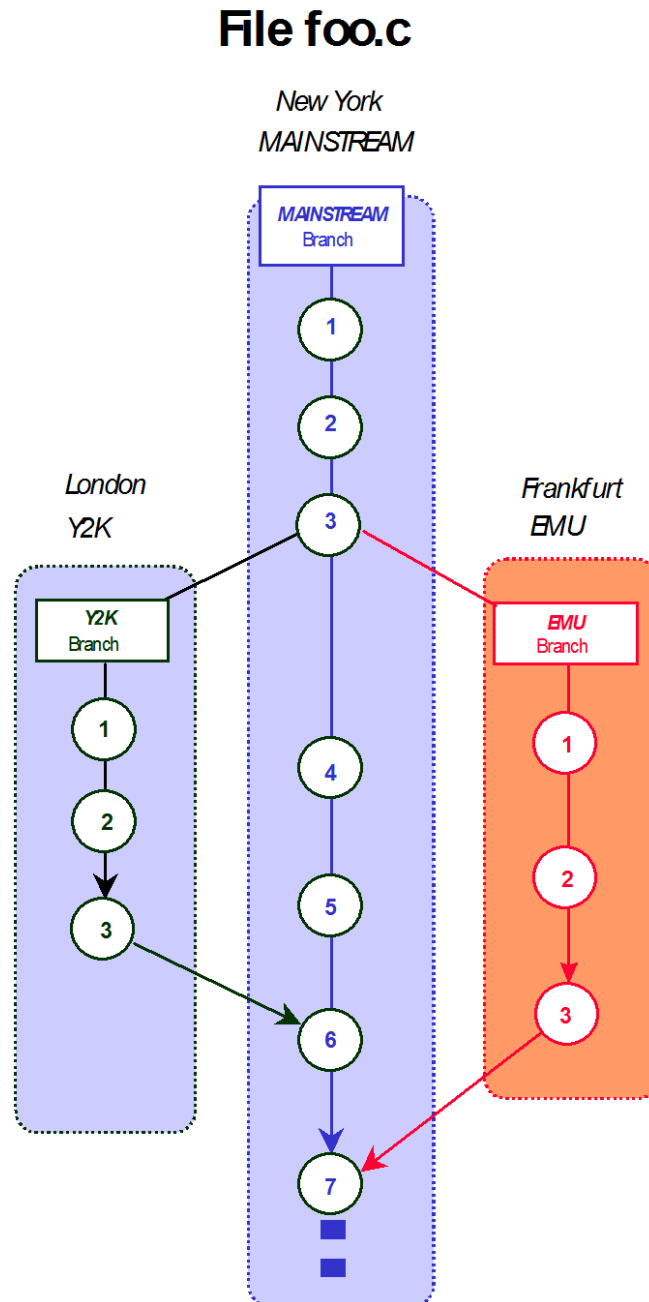 File foo.c
New York
MAINSTREAM
MAINSTREAM
Branch
1
2
3
London
Y2K
Frankfurt
EMU
Y2K
Branch
EMU
Branch
1
2
3
4
5
6
7
1
2
3